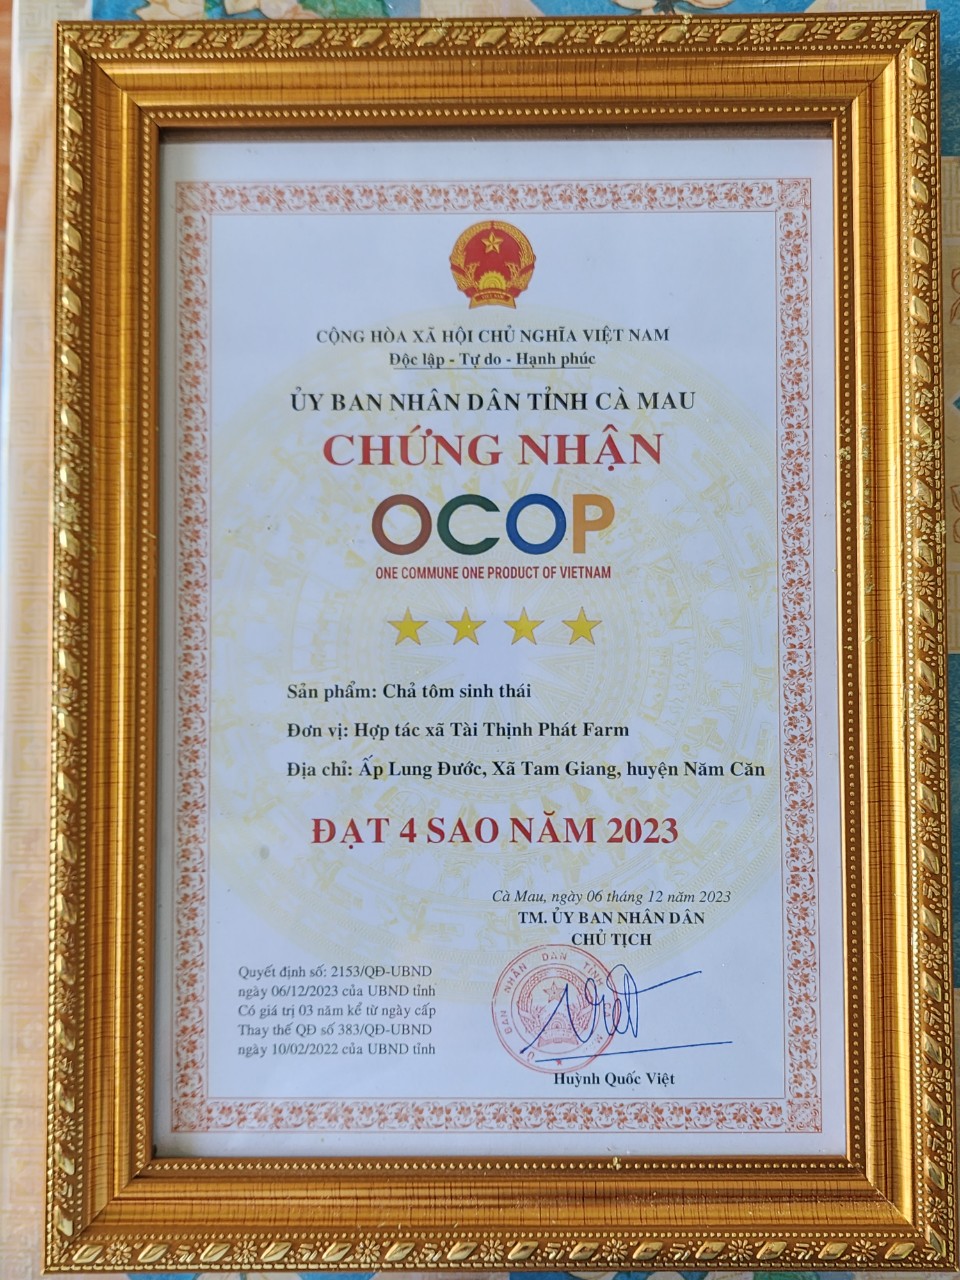 CỘNG HÒA XÃ HỘI CHỦ NGHĨA VIỆT NAM
Độc lập - Tự do - Hạnh phúc
ỦY BAN NHÂN DÂN TỈNH CÀ MAU
CHỨNG NHẬN
OCOP
ONE COMMUNE ONE PRODUCT OF VIETNAM
Sản phẩm: Chả tôm sinh thái
Đơn vị: Hợp tác xã Tài Thịnh Phát Farm
Địa chỉ: Ấp Lung Đước, Xã Tam Giang, huyện Năm Căn
ĐẠT 4 SAO NĂM 2023
Cà Mau, ngày 06 tháng 12 năm 2023
TM. ỦY BAN NHÂN DÂN
CHỦ TỊCH
Quyết định số: 2153/QĐ-UBND
ngày 06/12/2023 của UBND tỉnh
Có giá trị 03 năm kể từ ngày cấp
Thay thế QĐ số 383/QĐ-UBND
ngày 10/02/2022 của UBND tỉnh
Huỳnh Quốc Việt